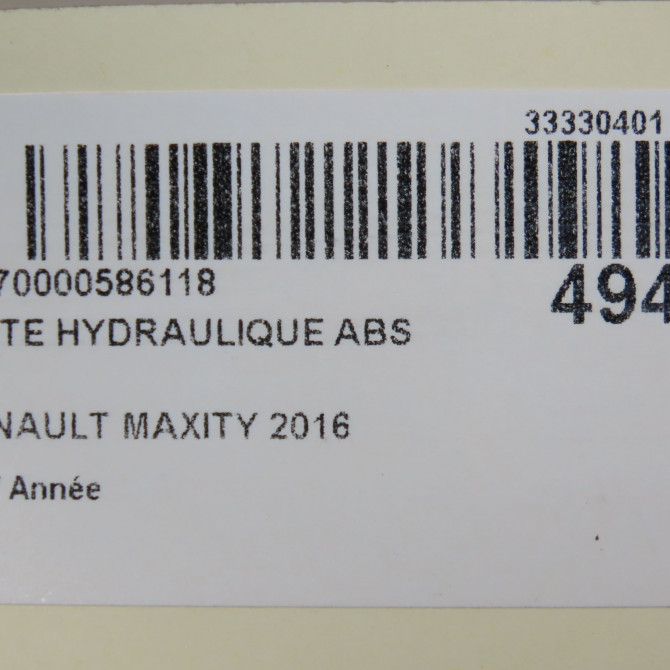 33330401
70000586118
494
TE HYDRAULIQUE ABS
NAULT MAXITY 2016
Année